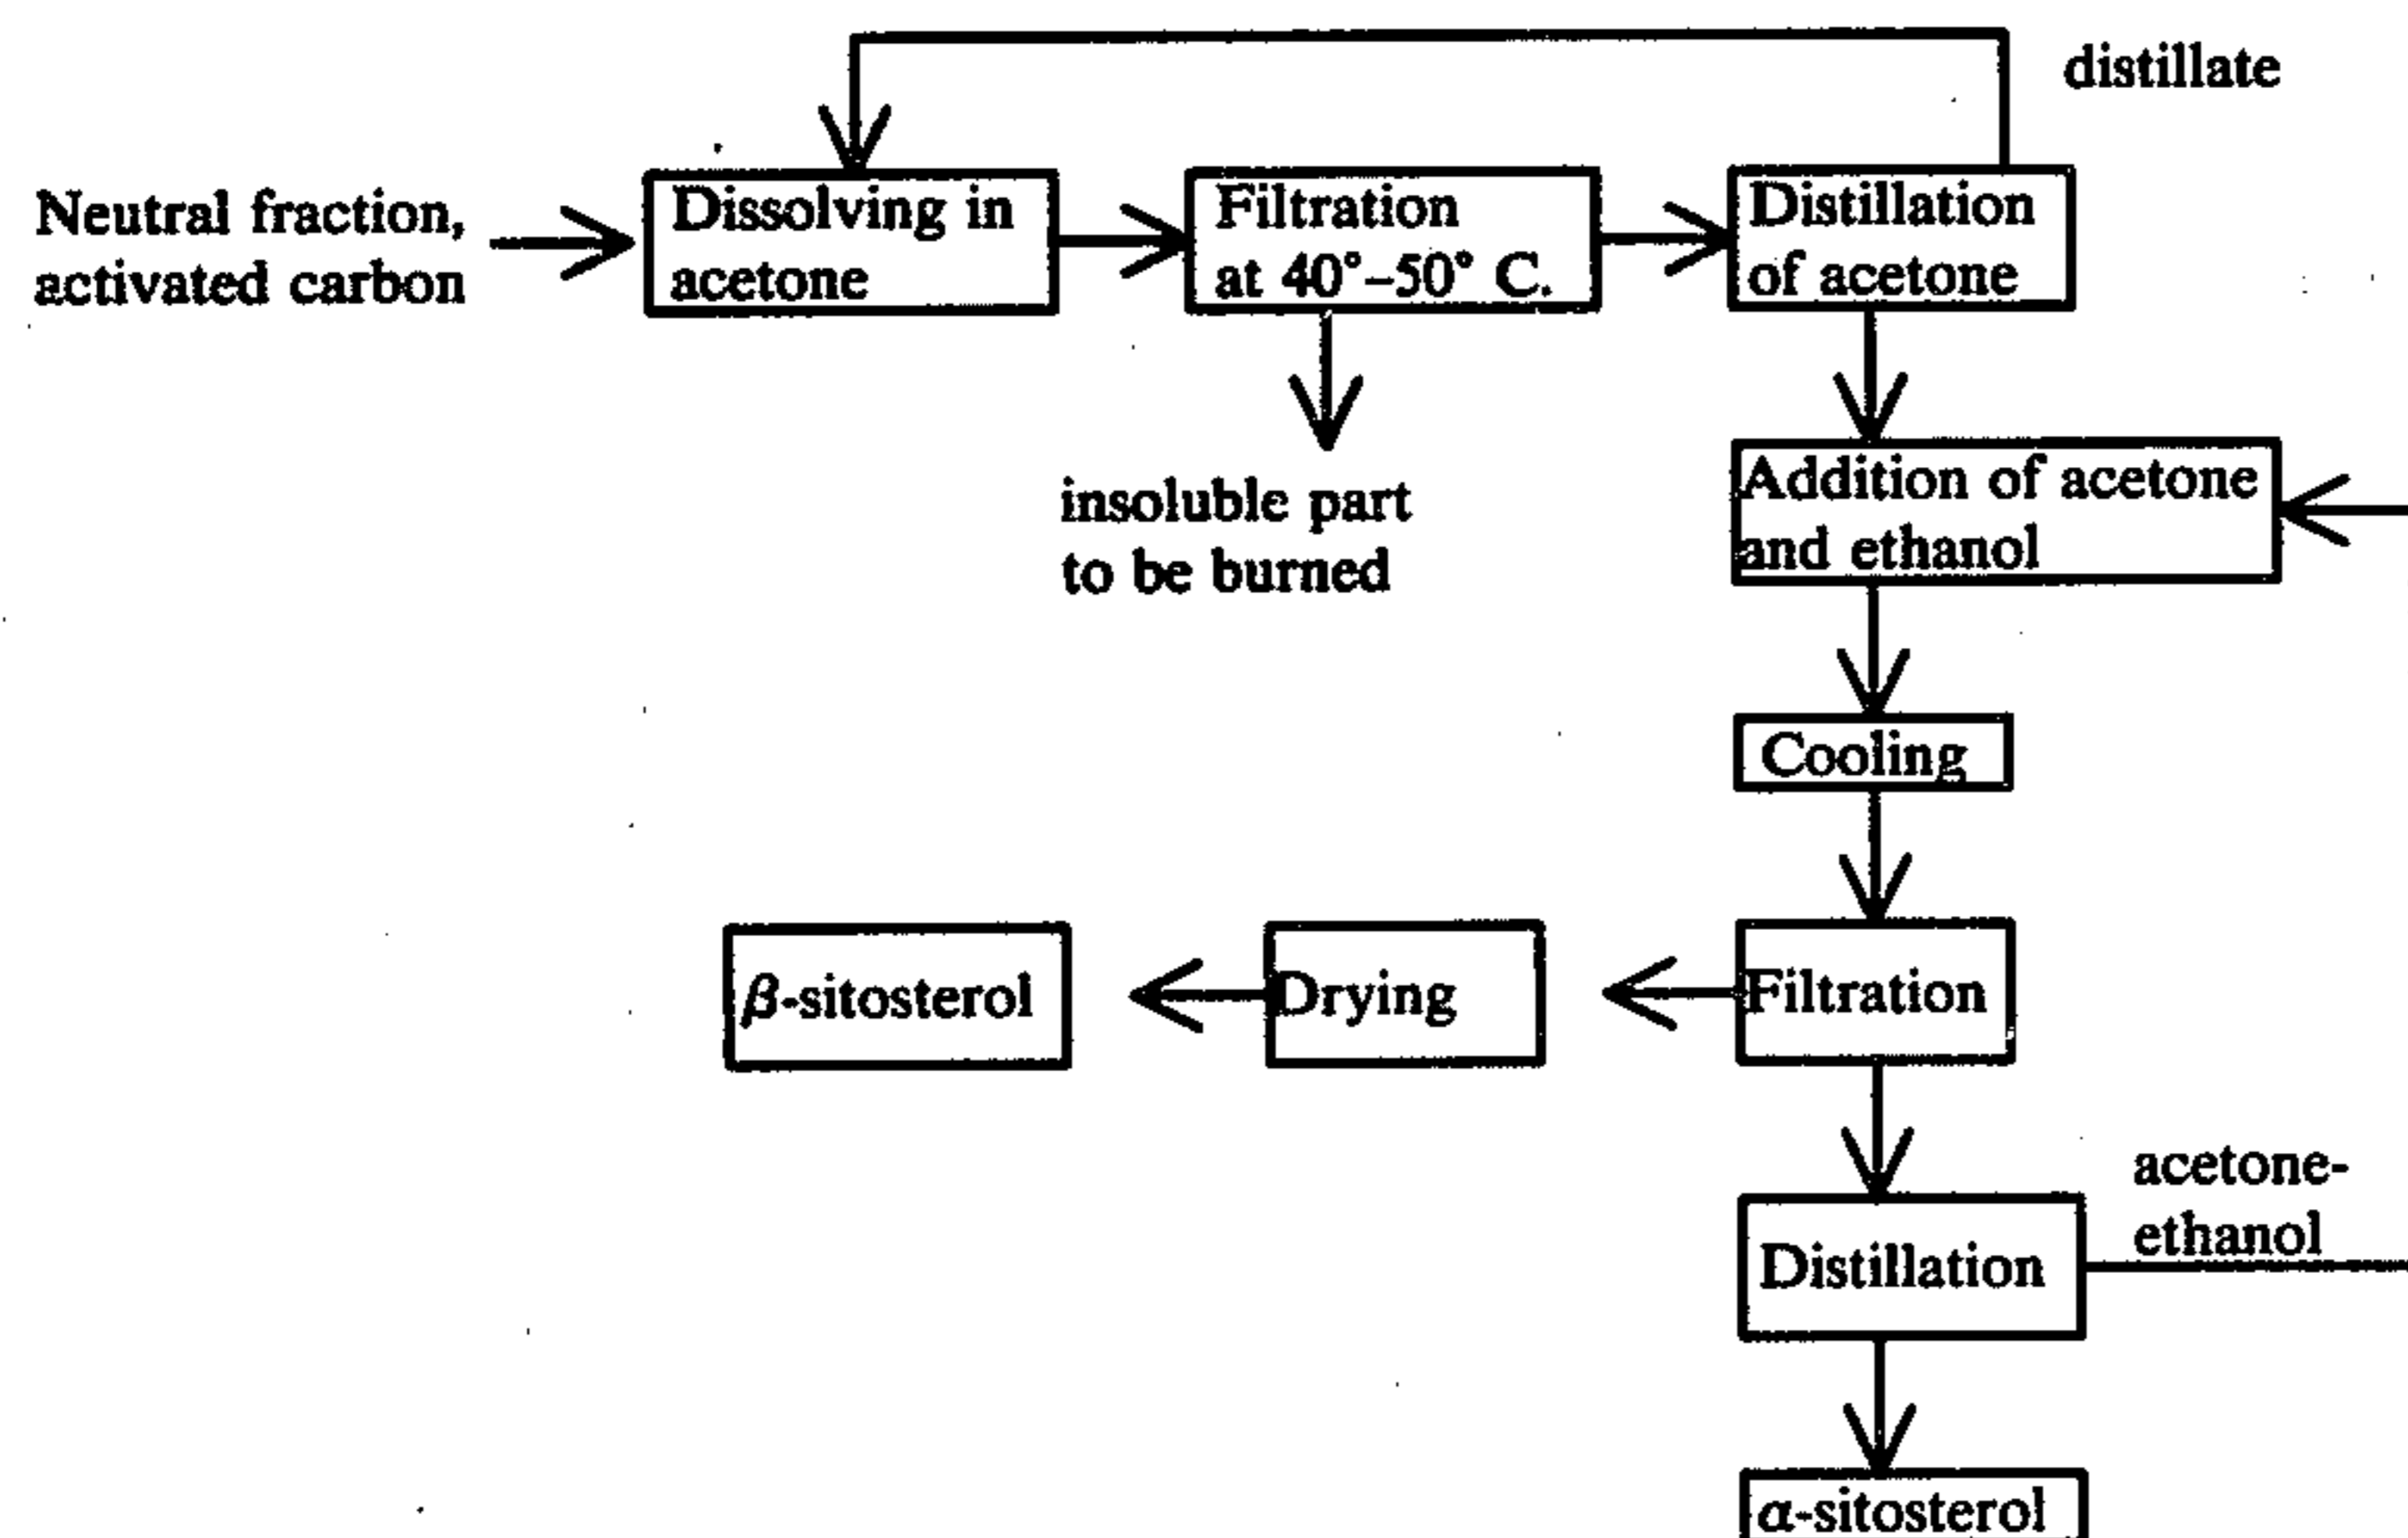 distillate
Neutral fraction,
activated carbon
Dissolving in
acetone
Filtration
at 40°–50° C.
Distillation
of acetone
insoluble part
to be burned
Addition of acetone
and ethanol
Cooling
β-sitosterol
Drying
Filtration
acetone-
ethanol
Distillation
α-sitosterol